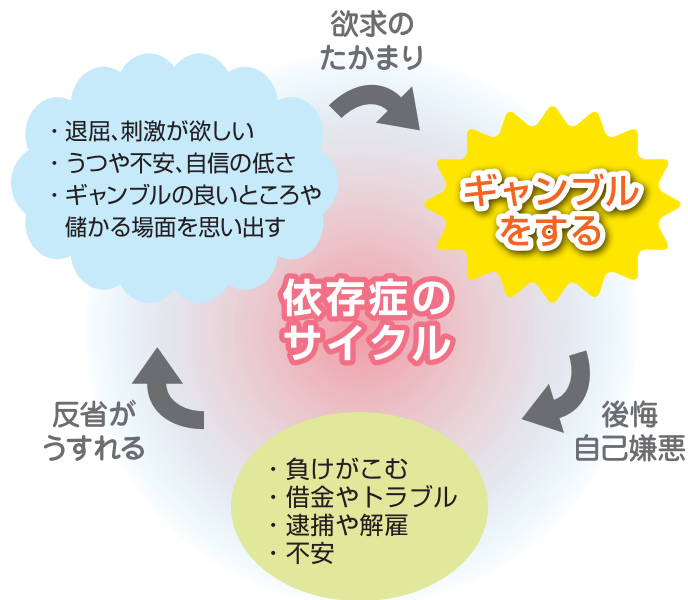 欲求の
たかまり
・退屈、刺激が欲しい
・うつや不安、自信の低さ
・ギャンブルの良いところや
儲かる場面を思い出す
ギャンブル
をする
依存症の
サイクル
反省が
うすれる
後悔
自己嫌悪
・負けがこむ
・借金やトラブル
・逮捕や解雇
・不安